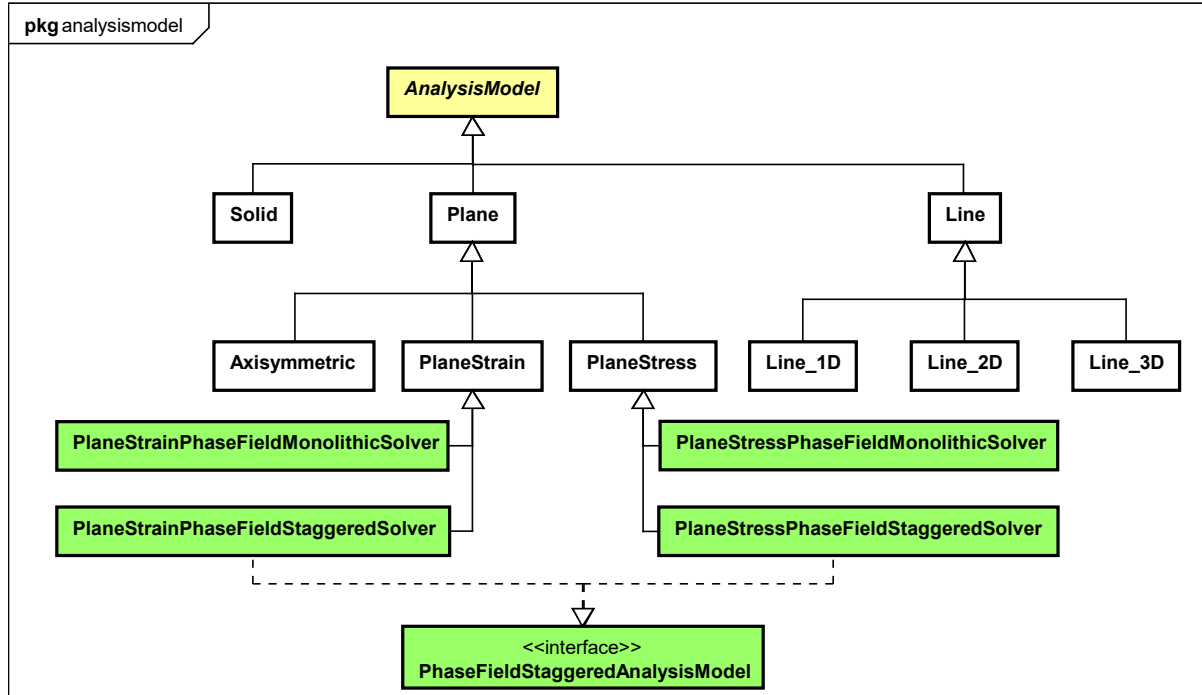 pkg analysismodel
AnalysisModel
Solid
Plane
Line
Axisymmetric
PlaneStrain
PlaneStress
Line_1D
Line_2D
Line_3D
PlaneStrainPhaseFieldMonolithicSolver
PlaneStressPhaseFieldMonolithicSolver
PlaneStrainPhaseFieldStaggeredSolver
PlaneStressPhaseFieldStaggeredSolver
<<interface>>
PhaseFieldStaggeredAnalysisModel